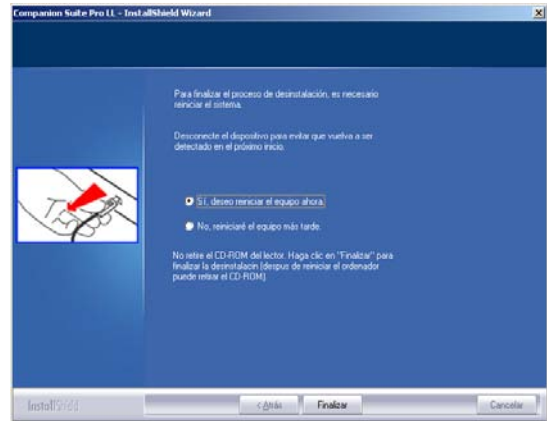 Companion Suite Pro LL - InstallShield Wizard
Para finalizar el proceso de desinstalación, es necesario
reiniciar el sistema.
Desconecte el dispositivo para evitar que vuelva a ser
detectado en el próximo inicio.
Sí, deseo reiniciar el equipo ahora.
No, reiniciaré el equipo más tarde.
No retire el CD-ROM del lector. Haga clic en "Finalizar" para
finalizar la desinstalacin (despus de reiniciar el ordenador
puede retirar el CD-ROM)
InstallShield
< Atrás
Finalizar
Cancelar